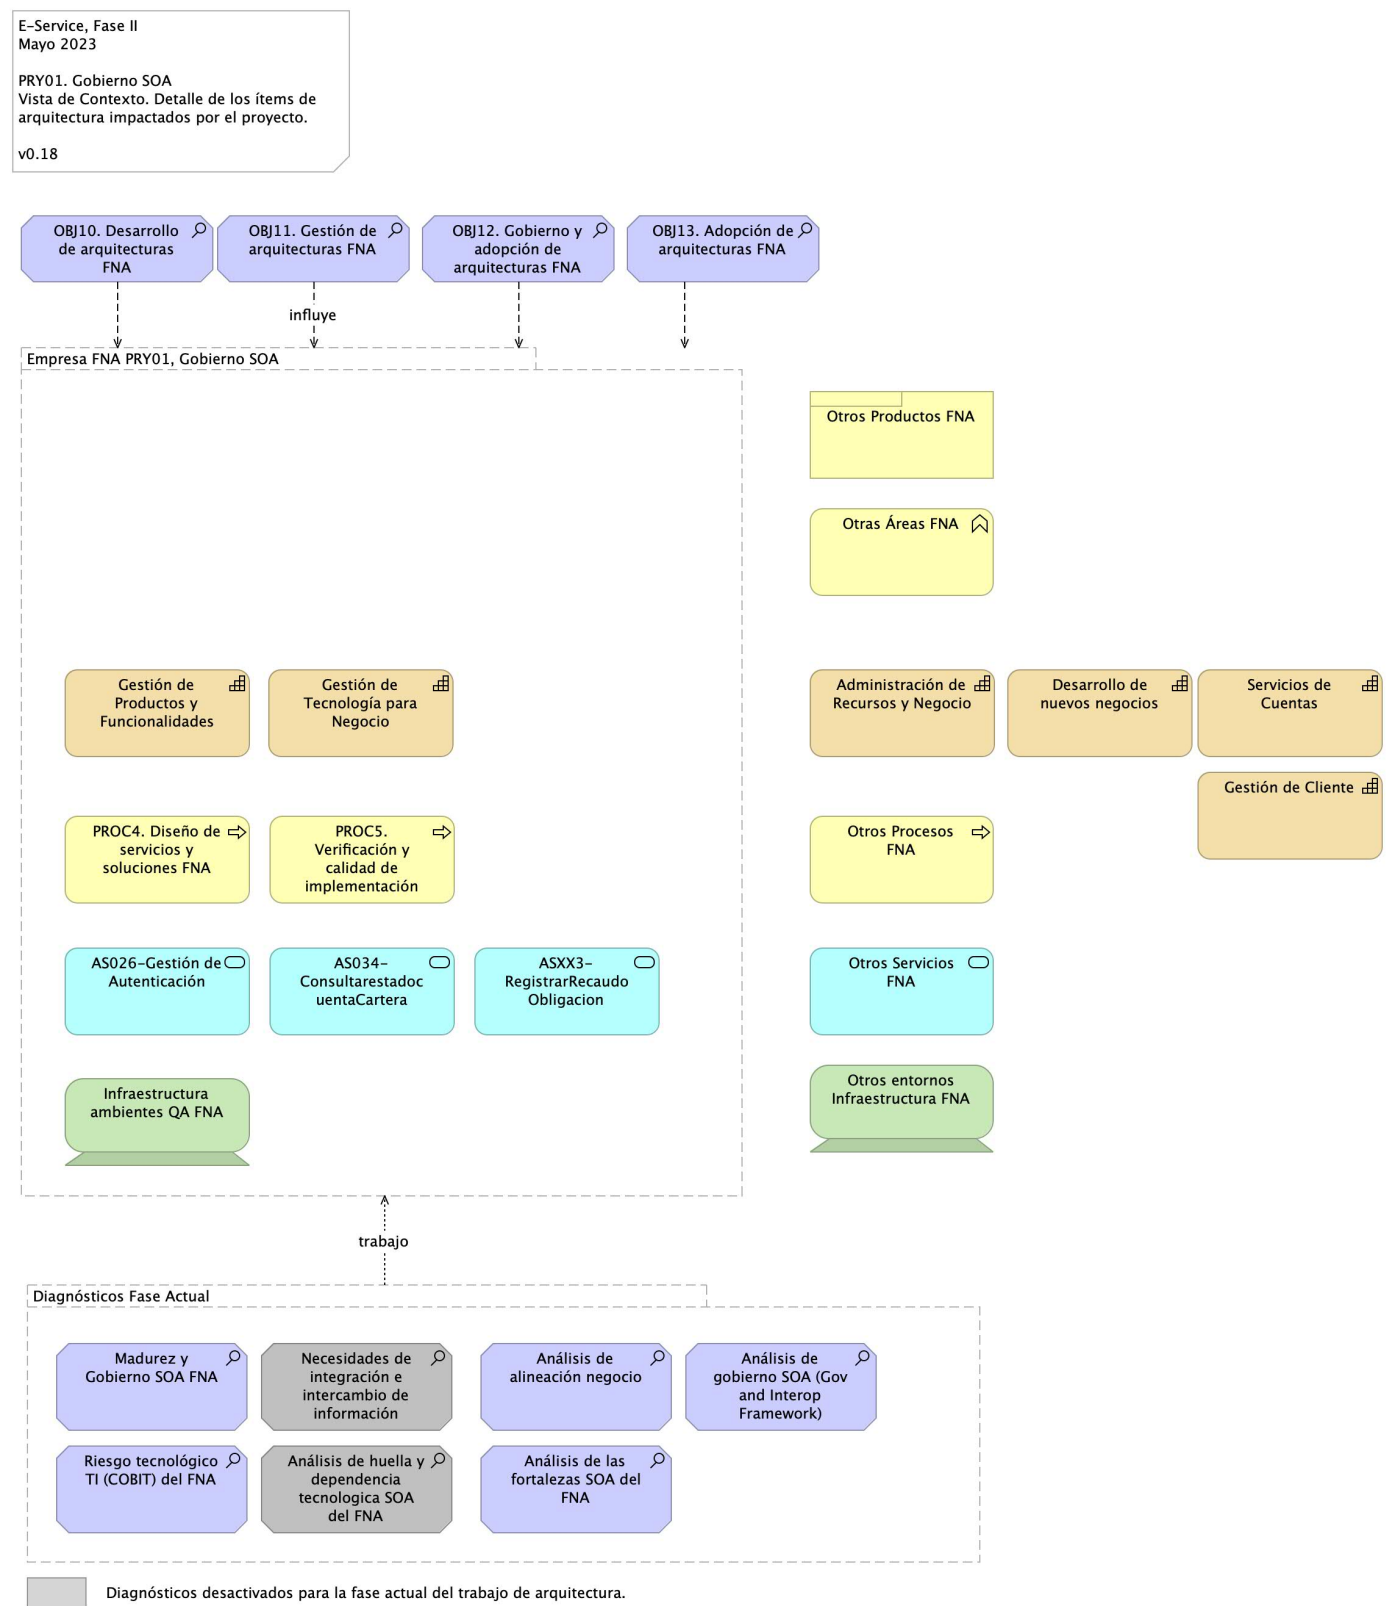 E-Service, Fase II
Mayo 2023
PRY01. Gobierno SOA
Vista de Contexto. Detalle de los ítems de
arquitectura impactados por el proyecto.
v0.18
OBJ10. Desarrollo
de arquitecturas
FNA
OBJ11. Gestión de
arquitecturas FNA
OBJ12. Gobierno y
adopción de
arquitecturas FNA
OBJ13. Adopción de
arquitecturas FNA
influye
Empresa FNA PRY01, Gobierno SOA
Otros Productos FNA
Otras Áreas FNA
Gestión de
Productos y
Funcionalidades
Gestión de
Tecnología para
Negocio
Administración de
Recursos y Negocio
Desarrollo de
nuevos negocios
Servicios de
Cuentas
Gestión de Cliente
PROC4. Diseño de
servicios y
soluciones FNA
PROC5.
Verificación y
calidad de
implementación
Otros Procesos
FNA
AS026-Gestión de
Autenticación
AS034-
Consultarestadoc
uentaCartera
ASXX3-
RegistrarRecaudo
Obligacion
Otros Servicios
FNA
Infraestructura
ambientes QA FNA
Otros entornos
Infraestructura FNA
trabajo
Diagnósticos Fase Actual
Madurez y
Gobierno SOA FNA
Necesidades de
integración e
intercambio de
información
Análisis de
alineación negocio
Análisis de
gobierno SOA (Gov
and Interop
Framework)
Riesgo tecnológico
TI (COBIT) del FNA
Análisis de huella y
dependencia
tecnologica SOA
del FNA
Análisis de las
fortalezas SOA del
FNA
Diagnósticos desactivados para la fase actual del trabajo de arquitectura.